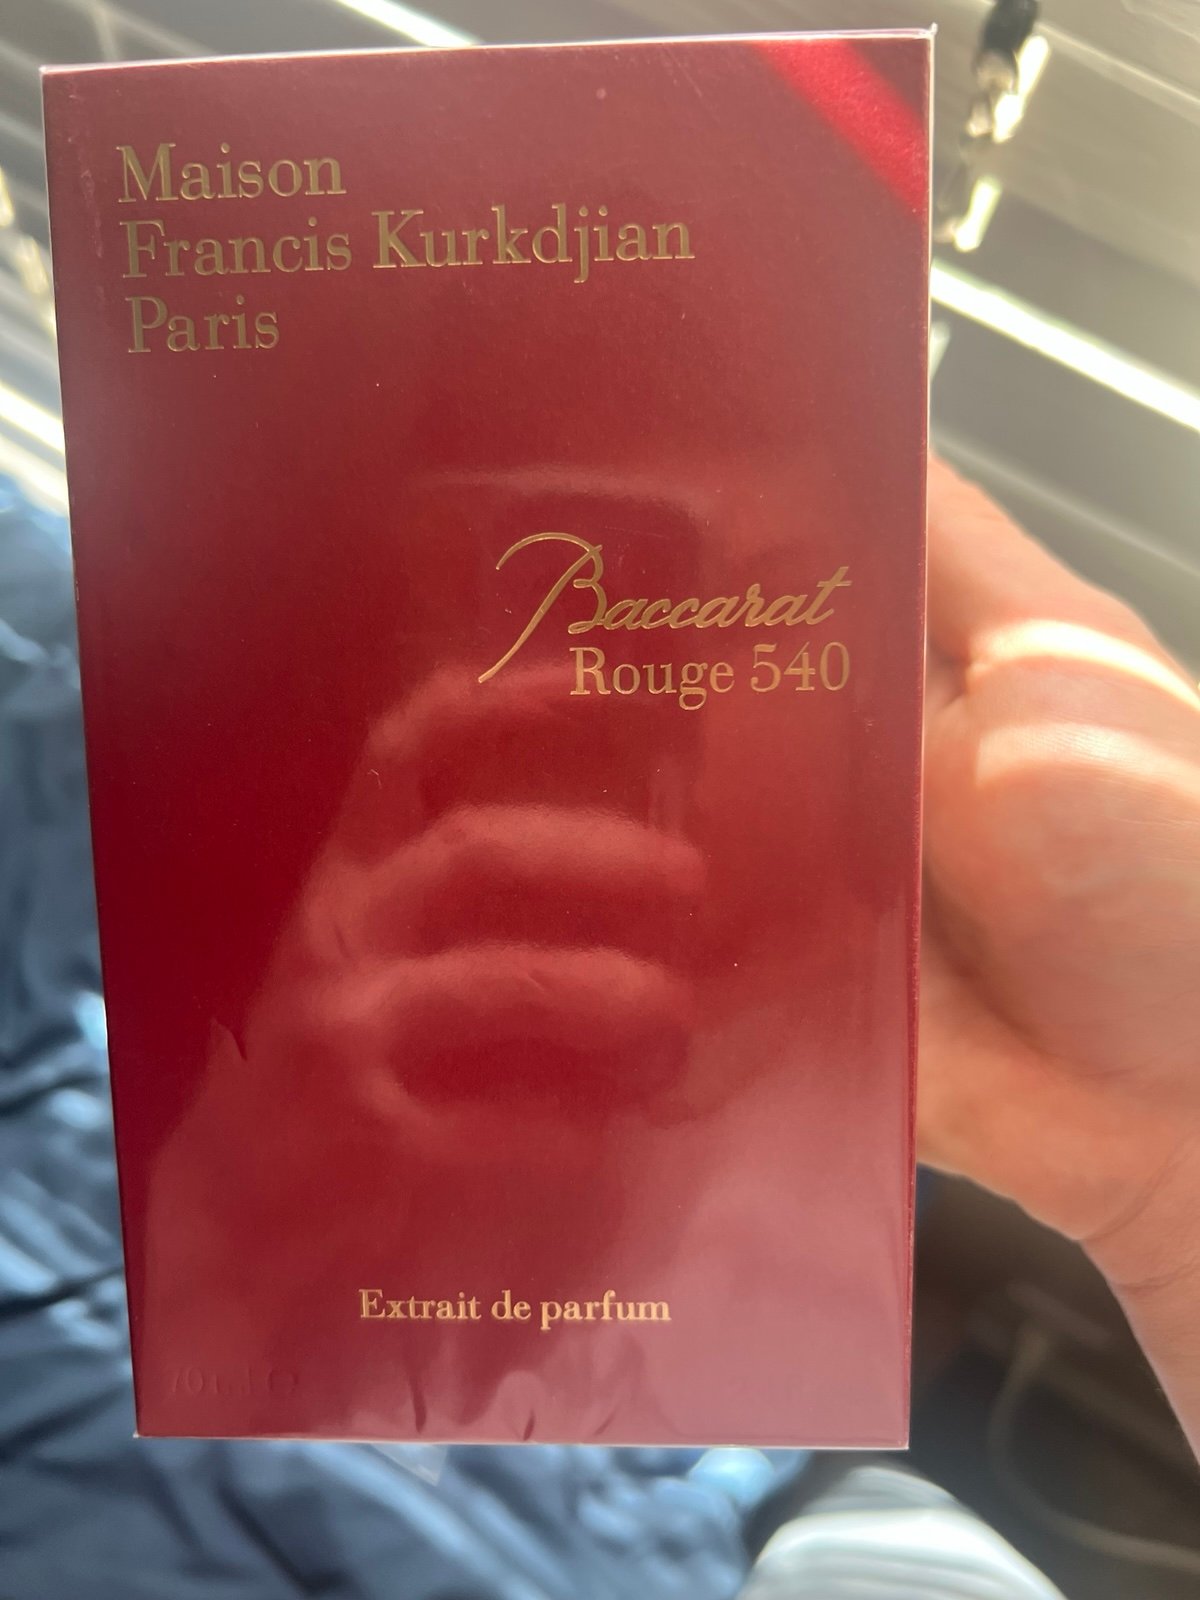 Maison
Francis Kurkdjian
Paris
Baccarat
Rouge 540
Extrait de parfum